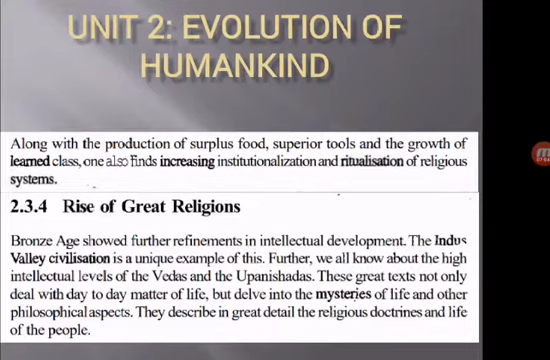 UNIT 2: EVOLUTION OF
HUMANKIND
Along with the production of surplus food, superior tools and the growth of
learned class, one also finds increasing institutionalization and ritualisation of religious
systems.
2.3.4 Rise of Great Religions
Bronze Age showed further refinements in intellectual development. The Indus
Valley civilisation is a unique example of this. Further, we all know about the high
intellectual levels of the Vedas and the Upanishadas. These great texts not only
deal with day to day matter of life, but delve into the mysteries of life and other
philosophical aspects. They describe in great detail the religious doctrines and life
of the people.